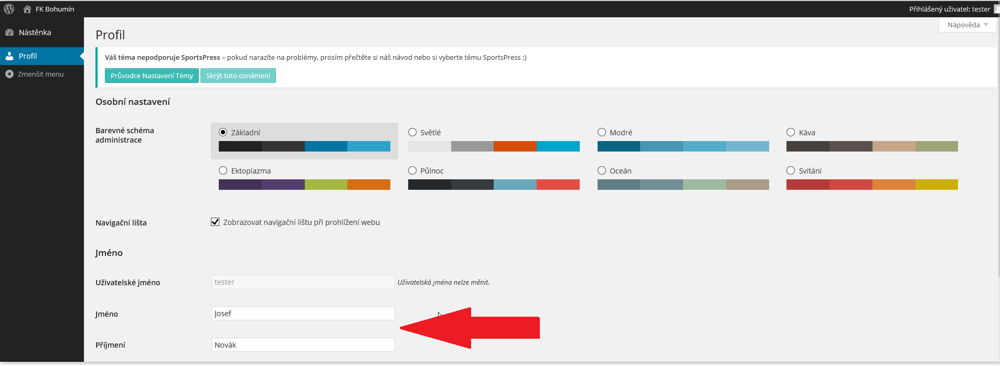 FK Bohumín
Přihlášený uživatel: tester
Nástěnka
Profil
Zmenšit menu
Nápověda
Profil
Váš téma nepodporuje SportsPress – pokud narazíte na problémy, prosím přečtěte si náš návod nebo si vyberte tému SportsPress :)
Průvodce Nastavení Témy
Skrýt toto oznámení
Osobní nastavení
Barevné schéma
administrace
Základní
Světlé
Modré
Káva
Ektoplazma
Půlnoc
Oceán
Svítání
Navigační lišta
Zobrazovat navigační lištu při prohlížení webu
Jméno
Uživatelské jméno
tester
Uživatelská jména nelze měnit.
Jméno
Josef
Příjmení
Novák